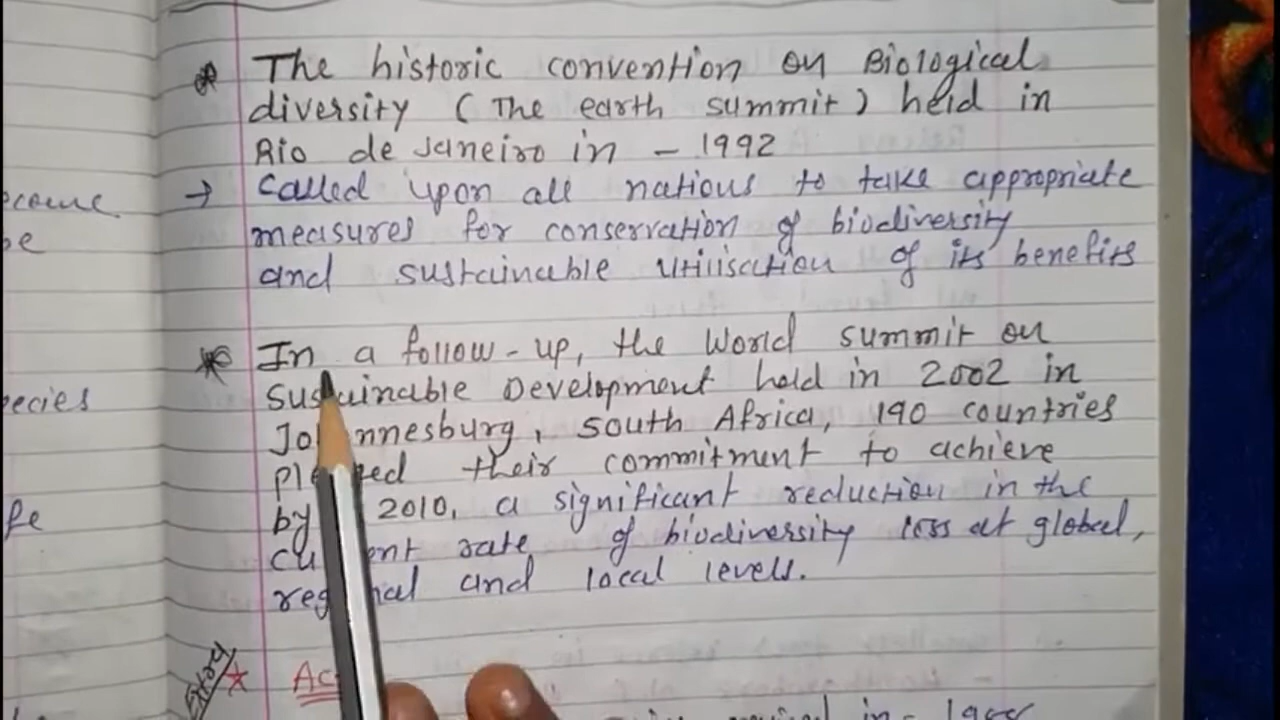 The historic convention on Biological
diversity (The earth summit) held in
Rio de Janeiro in - 1992
→ Called upon all nations to take appropriate
measures for conservation of biodiversity
and sustainable utilisation of its benefits
In a follow-up, the World summit on
Sustainable Development held in 2002 in
Johannesburg, South Africa, 190 countries
Pledged their commitment to achieve
by 2010, a significant reduction in the
current rate of biodiversity loss at global,
regional and local levels.
pecies
fe